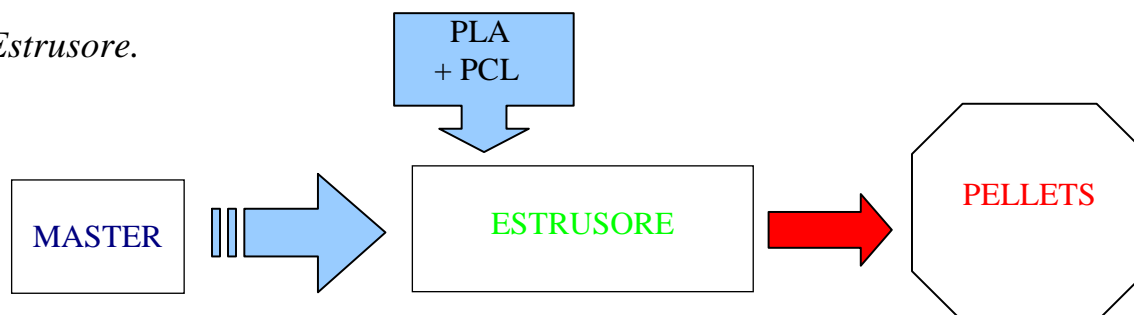 Estrusore.
PLA
+ PCL
MASTER
ESTRUSORE
PELLETS